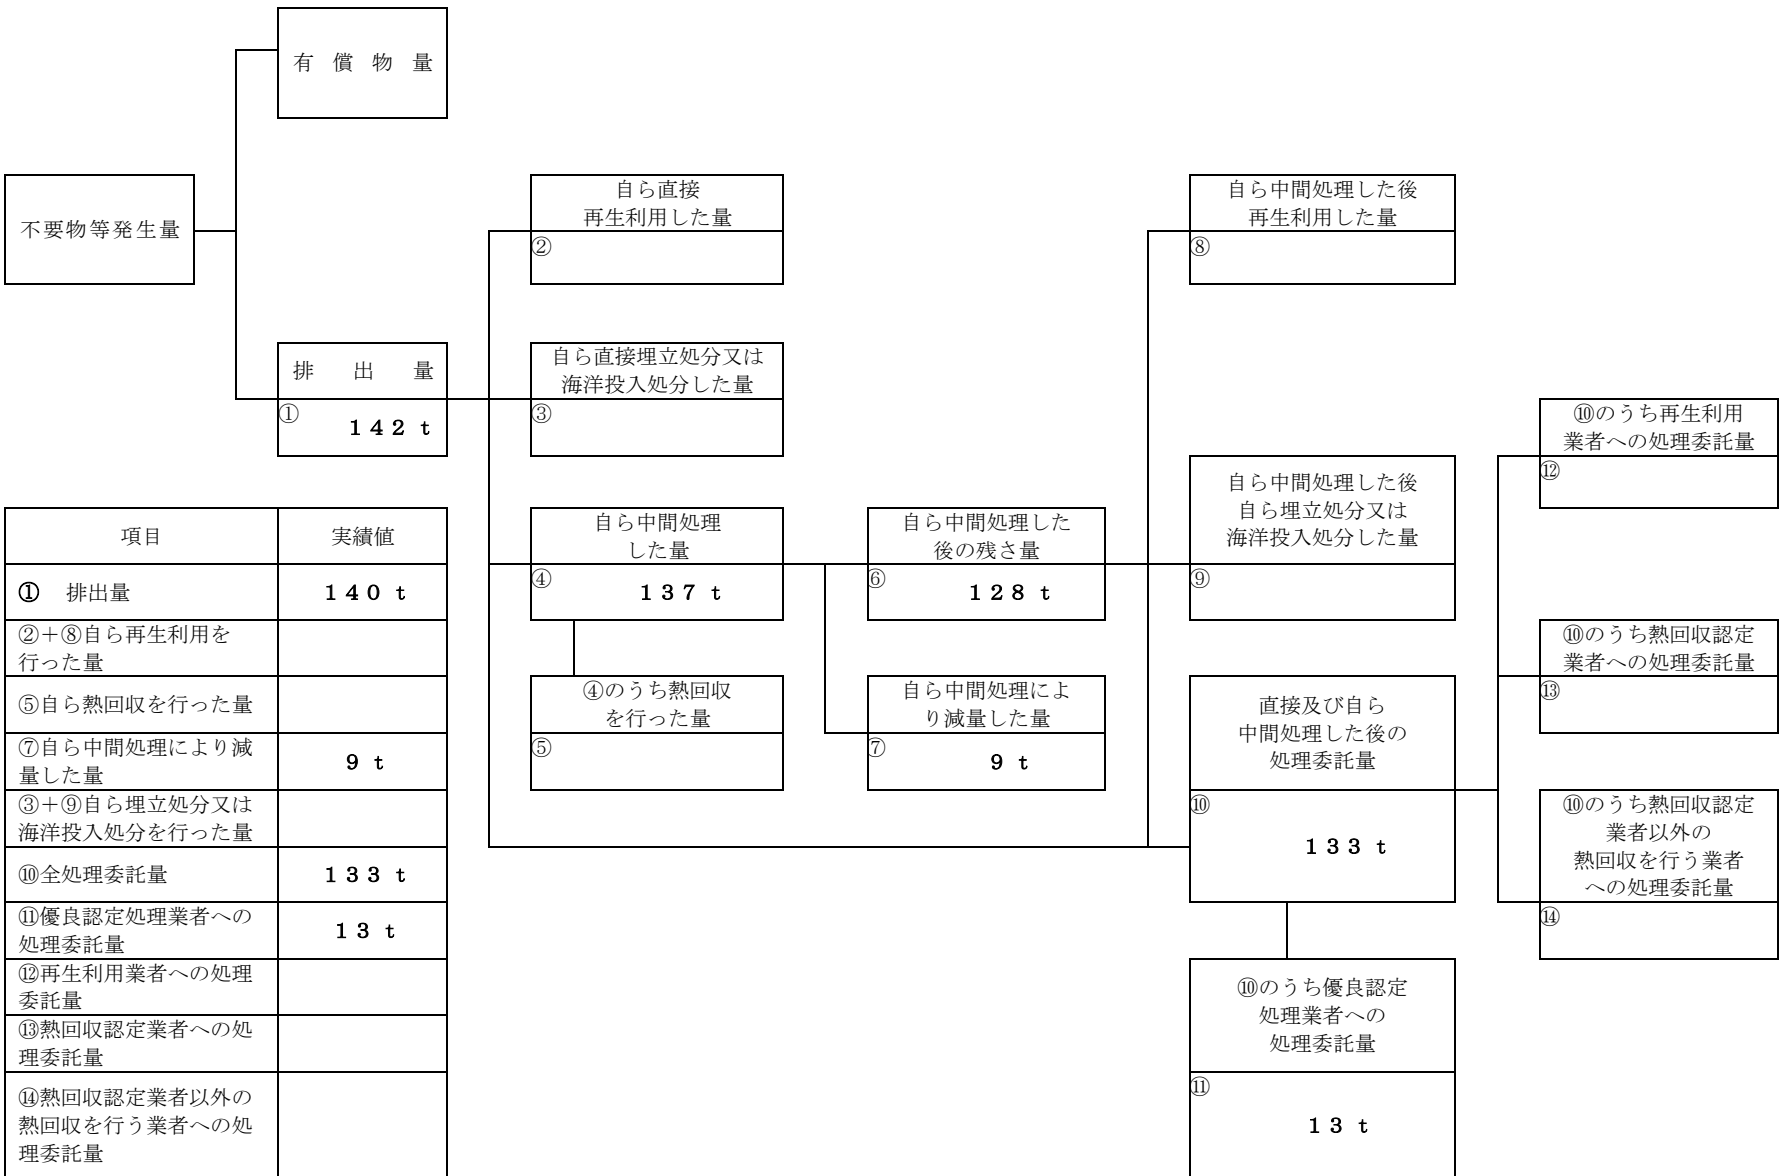 有償物量
不要物等発生量
排出量
①
１４２ｔ
自ら直接
再生利用した量
②
自ら直接埋立処分又は
海洋投入処分した量
③
自ら中間処理
した量
④
１３７ｔ
④のうち熱回収
を行った量
⑤
自ら中間処理した
後の残さ量
⑥
１２８ｔ
自ら中間処理によ
り減量した量
⑦
９ｔ
自ら中間処理した後
再生利用した量
⑧
自ら中間処理した後
自ら埋立処分又は
海洋投入処分した量
⑨
直接及び自ら
中間処理した後の
処理委託量
⑩
１３３ｔ
⑩のうち優良認定
処理業者への
処理委託量
⑪
１３ｔ
⑩のうち再生利用
業者への処理委託量
⑫
⑩のうち熱回収認定
業者への処理委託量
⑬
⑩のうち熱回収認定
業者以外の
熱回収を行う業者
への処理委託量
⑭
項目 実績値
① 排出量 １４０ｔ
②＋⑧自ら再生利用を
行った量
⑤自ら熱回収を行った量
⑦自ら中間処理により減
量した量
９ｔ
③＋⑨自ら埋立処分又は
海洋投入処分を行った量
⑩全処理委託量 １３３ｔ
⑪優良認定処理業者への
処理委託量
１３ｔ
⑫再生利用業者への処理
委託量
⑬熱回収認定業者への処
理委託量
⑭熱回収認定業者以外の
熱回収を行う業者への処
理委託量